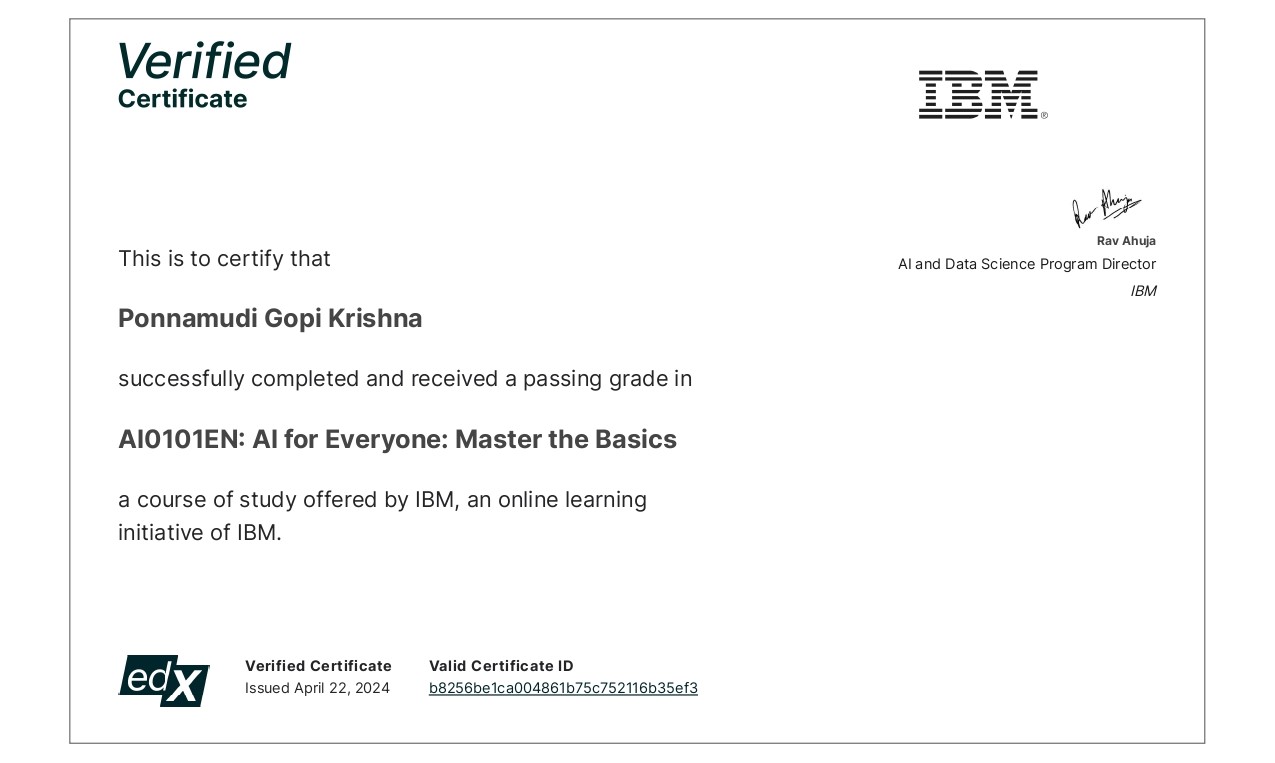 Verified
Certificate
IBM®
Rav Ahuja
Rav Ahuja
AI and Data Science Program Director
IBM
This is to certify that
Ponnamudi Gopi Krishna
successfully completed and received a passing grade in
AI0101EN: AI for Everyone: Master the Basics
a course of study offered by IBM, an online learning
initiative of IBM.
edX
Verified Certificate
Issued April 22, 2024
Valid Certificate ID
b8256be1ca004861b75c752116b35ef3